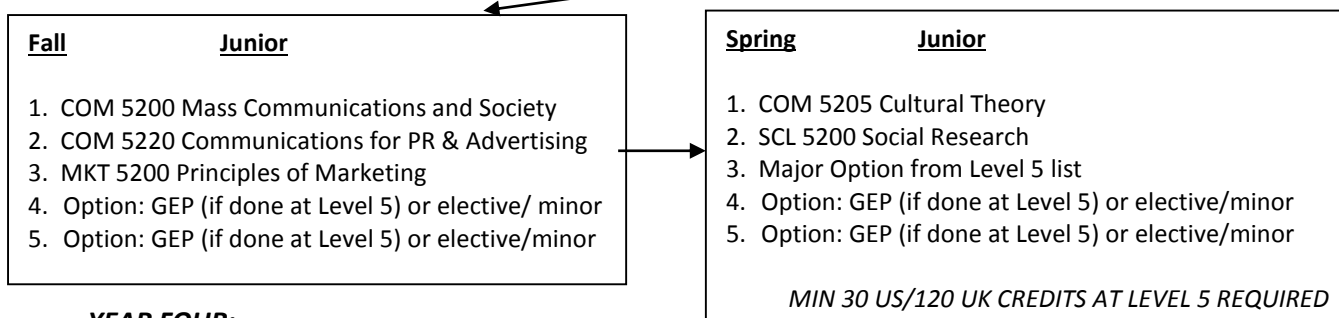 Fall Junior
1. COM 5200 Mass Communications and Society
2. COM 5220 Communications for PR & Advertising
3. MKT 5200 Principles of Marketing
4. Option: GEP (if done at Level 5) or elective/ minor
5. Option: GEP (if done at Level 5) or elective/minor
Spring Junior
1. COM 5205 Cultural Theory
2. SCL 5200 Social Research
3. Major Option from Level 5 list
4. Option: GEP (if done at Level 5) or elective/minor
5. Option: GEP (if done at Level 5) or elective/minor
MIN 30 US/120 UK CREDITS AT LEVEL 5 REQUIRED
YEAR FOUR: